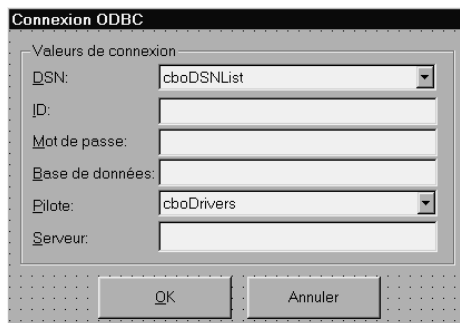 Connexion ODBC
Valeurs de connexion
DSN: cboDSNList
ID:
Mot de passe:
Base de données:
Pilote: cboDrivers
Serveur:
OK Annuler